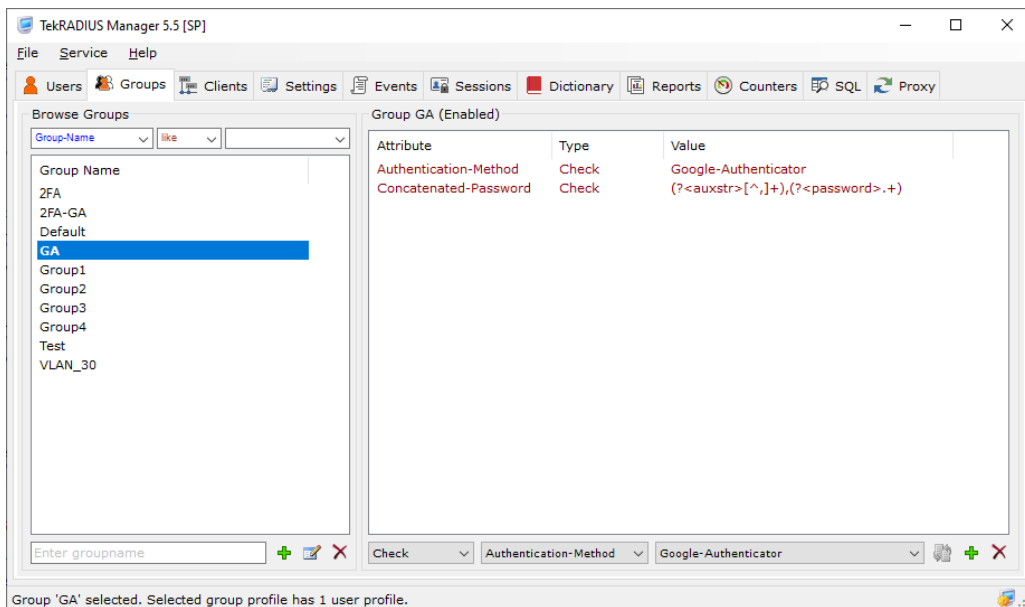 TekRADIUS Manager 5.5 [SP]
File Service Help
Users Groups Clients Settings Events Sessions Dictionary Reports Counters SQL Proxy
Browse Groups
Group-Name like
Group Name
2FA
2FA-GA
Default
GA
Group1
Group2
Group3
Group4
Test
VLAN_30
Enter groupname
Group GA (Enabled)
Attribute Type Value
Authentication-Method Check Google-Authenticator
Concatenated-Password Check (?<auxstr>[^,]+),(?<password>.+)
Check Authentication-Method Google-Authenticator
Group 'GA' selected. Selected group profile has 1 user profile.